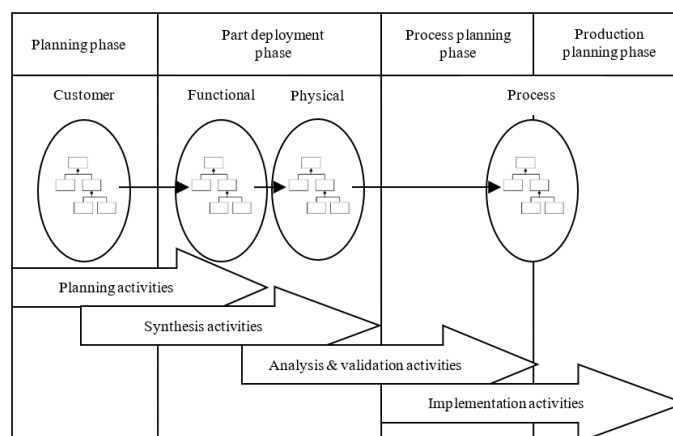 Planning phase
Part deployment
phase
Process planning
phase
Production
planning phase
Customer
Functional
Physical
Process
Planning activities
Synthesis activities
Analysis & validation activities
Implementation activities